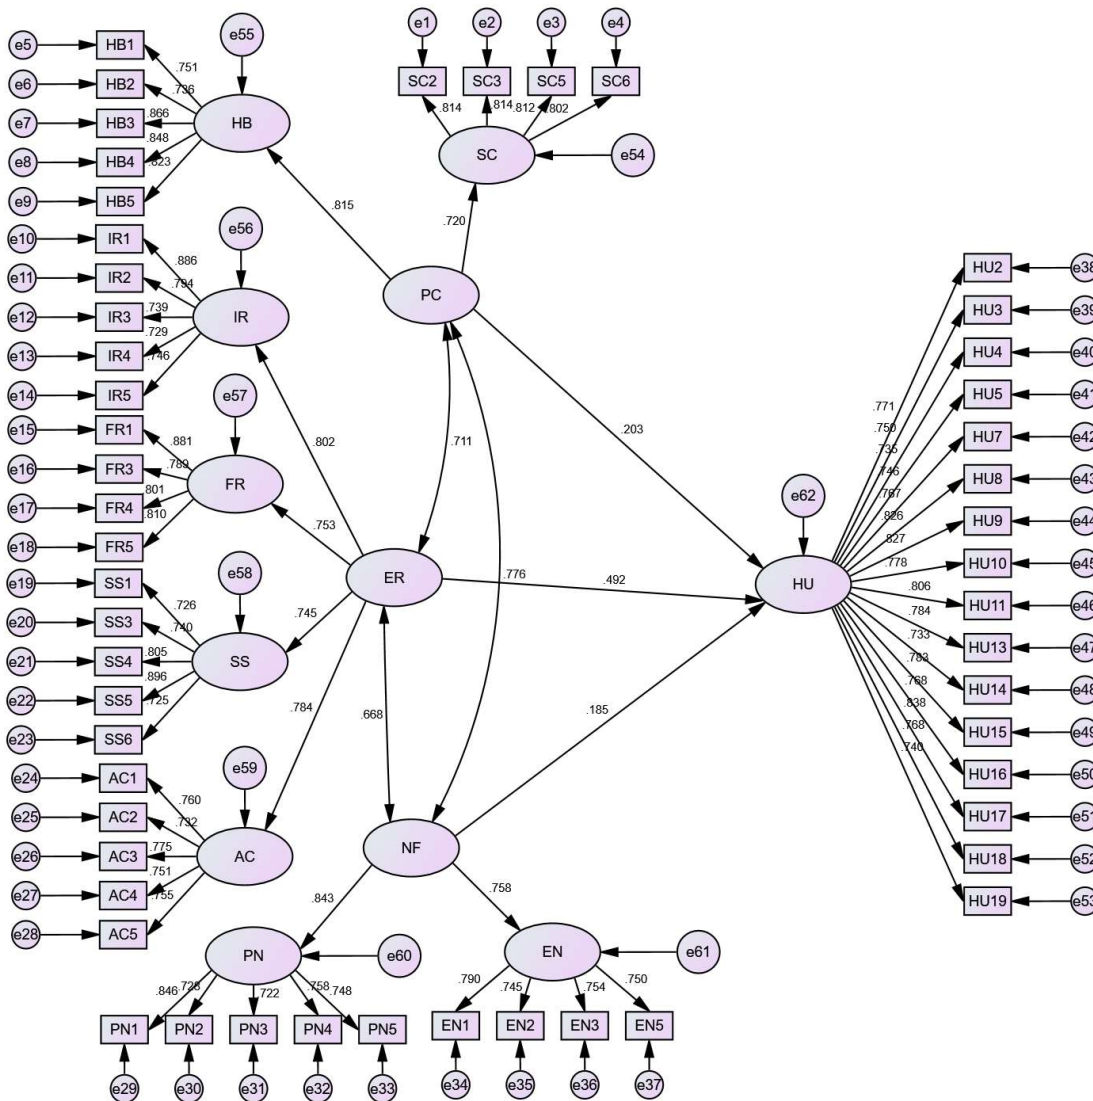 e1 e2 e3 e4
SC2 SC3 SC5 SC6
.814 .814 .812 .802
SC
e54
e5 HB1
e6 HB2
e7 HB3
e8 HB4
e9 HB5
.751
.736
.866
.848
.823
HB
e55
.815
.720
PC
e10 IR1
e11 IR2
e12 IR3
e13 IR4
e14 IR5
.886
.794
.739
.729
.746
IR
e56
e15 FR1
e16 FR3
e17 FR4
e18 FR5
.881
.789
.801
.810
FR
e57
.802
.753
.711
.203
ER
.745
.784
.776
.492
.668
.185
e19 SS1
e20 SS3
e21 SS4
e22 SS5
e23 SS6
.726
.740
.805
.896
.725
SS
e58
e24 AC1
e25 AC2
e26 AC3
e27 AC4
e28 AC5
.760
.732
.775
.751
.755
AC
e59
NF
.843
.758
PN
e60
.846 .728 .722 .758 .748
PN1 PN2 PN3 PN4 PN5
e29 e30 e31 e32 e33
EN
e61
.790 .745 .754 .750
EN1 EN2 EN3 EN5
e34 e35 e36 e37
HU
e62
.771
.750
.735
.746
.767
.826
.827
.778
.806
.784
.733
.783
.768
.838
.768
.740
HU2 e38
HU3 e39
HU4 e40
HU5 e41
HU7 e42
HU8 e43
HU9 e44
HU10 e45
HU11 e46
HU13 e47
HU14 e48
HU15 e49
HU16 e50
HU17 e51
HU18 e52
HU19 e53